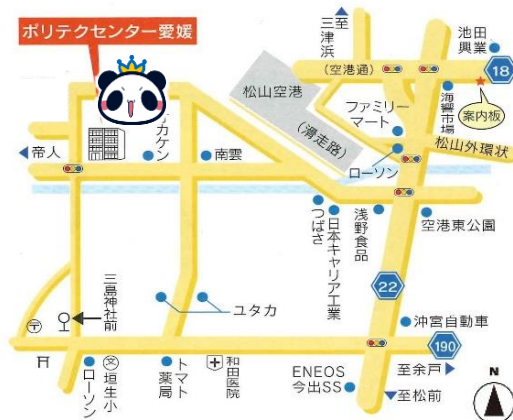 ポリテクセンター愛媛
至
三津浜
(空港通)
池田
興業
18
松山空港
(滑走路)
ファミリー
マート
海響市場
案内板
松山外環状
ローソン
帝人
カケン
南雲
つばさ
日本キャリア工業
浅野食品
空港東公園
22
三島神社前
ユタカ
沖宮自動車
190
〒
文
ローソン
垣生小
トマト
薬局
和田医院
ENEOS
今出SS
至余戸
至松前
N